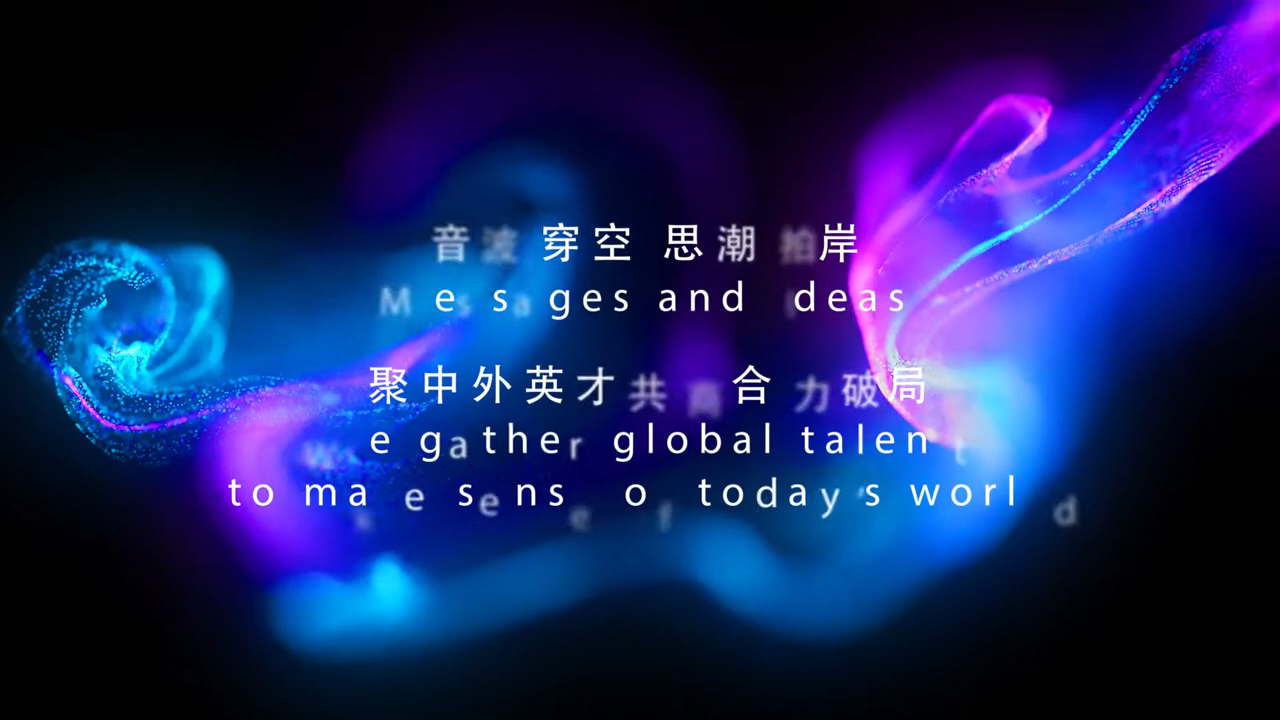 音波 穿空 思潮 拍岸
Messages and ideas
聚中外英才共商合力破局
We gather global talent
to make sense of today's world